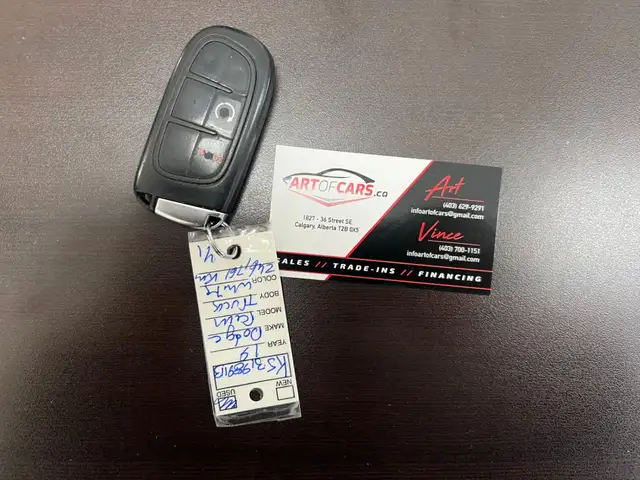 ARTOFCARS.ca
1827 - 36 Street SE
Calgary, Alberta T2B 0X5
Art
(403) 629-9291
infoartofcars@gmail.com
Vince
(403) 700-1151
infoartofcars@gmail.com
SALES // TRADE-INS // FINANCING
NEW
USED
YEAR 19
MAKE Dodge
MODEL Ram
BODY Truck
COLOR White